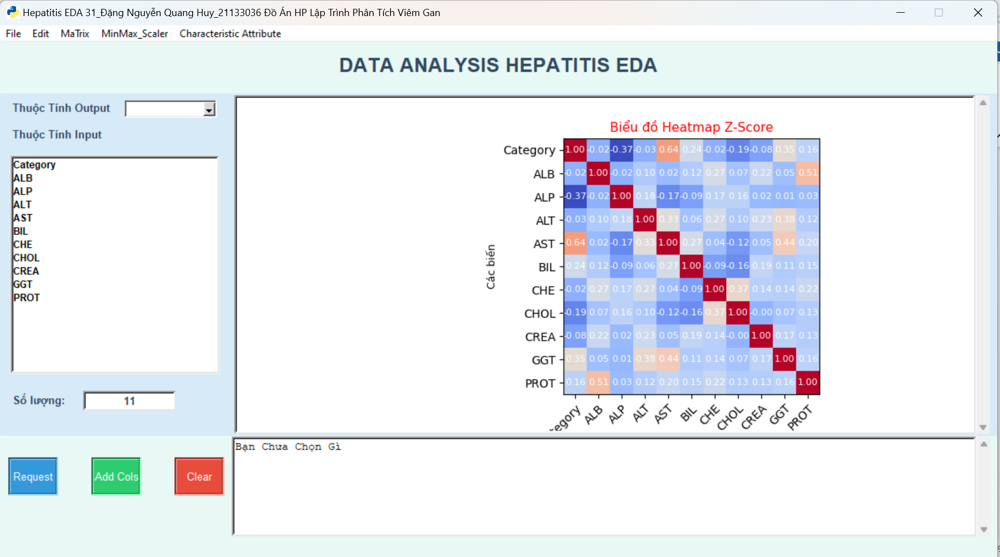 Hepatitis EDA 31_Đặng Nguyễn Quang Huy_21133036 Đồ Án HP Lập Trình Phân Tích Viêm Gan
File Edit MaTrix MinMax_Scaler Characteristic Attribute
DATA ANALYSIS HEPATITIS EDA
Thuộc Tính Output
Thuộc Tính Input
Category
ALB
ALP
ALT
AST
BIL
CHE
CHOL
CREA
GGT
PROT
Số lượng: 11
Request Add Cols Clear
Biểu đồ Heatmap Z-Score
Các biến
Category 1.00 -0.02 -0.37 -0.03 0.64 0.24 -0.02 -0.19 -0.08 0.35 0.16
ALB -0.02 1.00 -0.02 0.10 0.02 0.12 0.27 0.07 0.22 0.05 0.51
ALP -0.37 -0.02 1.00 0.18 -0.17 -0.09 0.17 0.16 0.02 0.01 0.03
ALT -0.03 0.10 0.18 1.00 0.33 0.06 0.27 0.10 0.23 0.38 0.12
AST 0.64 0.02 -0.17 0.33 1.00 0.27 0.04 -0.12 0.05 0.44 0.20
BIL 0.24 0.12 -0.09 0.06 0.27 1.00 -0.09 -0.16 0.19 0.11 0.15
CHE -0.02 0.27 0.17 0.27 0.04 -0.09 1.00 0.37 0.14 0.14 0.22
CHOL -0.19 0.07 0.16 0.10 -0.12 -0.16 0.37 1.00 -0.00 0.07 0.13
CREA -0.08 0.22 0.02 0.23 0.05 0.19 0.14 -0.00 1.00 0.17 0.13
GGT 0.35 0.05 0.01 0.38 0.44 0.11 0.14 0.07 0.17 1.00 0.16
PROT 0.16 0.51 0.03 0.12 0.20 0.15 0.22 0.13 0.13 0.16 1.00
egory ALB ALP ALT AST BIL CHE CHOL CREA GGT PROT
Bạn Chưa Chọn Gì